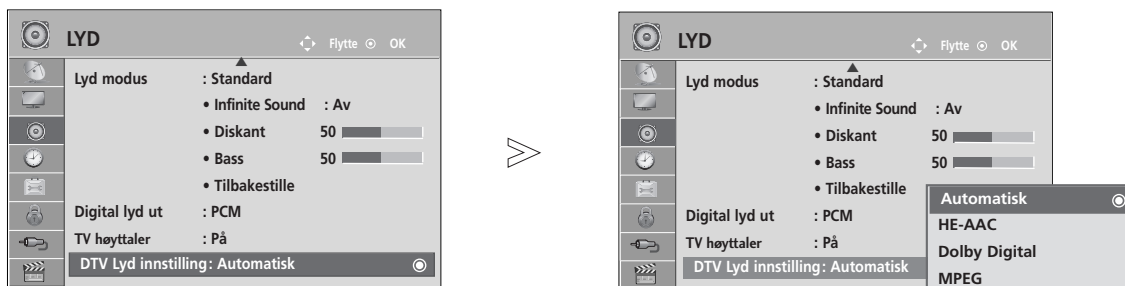 LYD
Flytte OK
Lyd modus : Standard
• Infinite Sound : Av
• Diskant 50
• Bass 50
• Tilbakestille
Digital lyd ut : PCM
TV høyttaler : På
DTV Lyd innstilling: Automatisk
LYD
Flytte OK
Lyd modus : Standard
• Infinite Sound : Av
• Diskant 50
• Bass 50
• Tilbakestille
Digital lyd ut : PCM
TV høyttaler : På
DTV Lyd innstilling: Automatisk
Automatisk
HE-AAC
Dolby Digital
MPEG